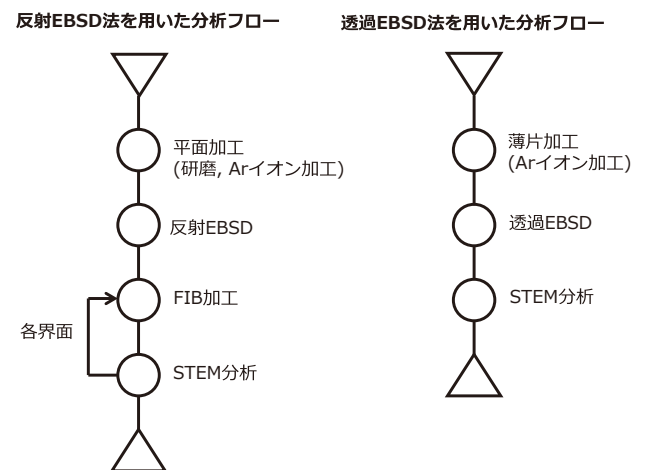 反射EBSD法を用いた分析フロー
平面加工
(研磨, Arイオン加工)
反射EBSD
FIB加工
各界面
STEM分析
透過EBSD法を用いた分析フロー
薄片加工
(Arイオン加工)
透過EBSD
STEM分析